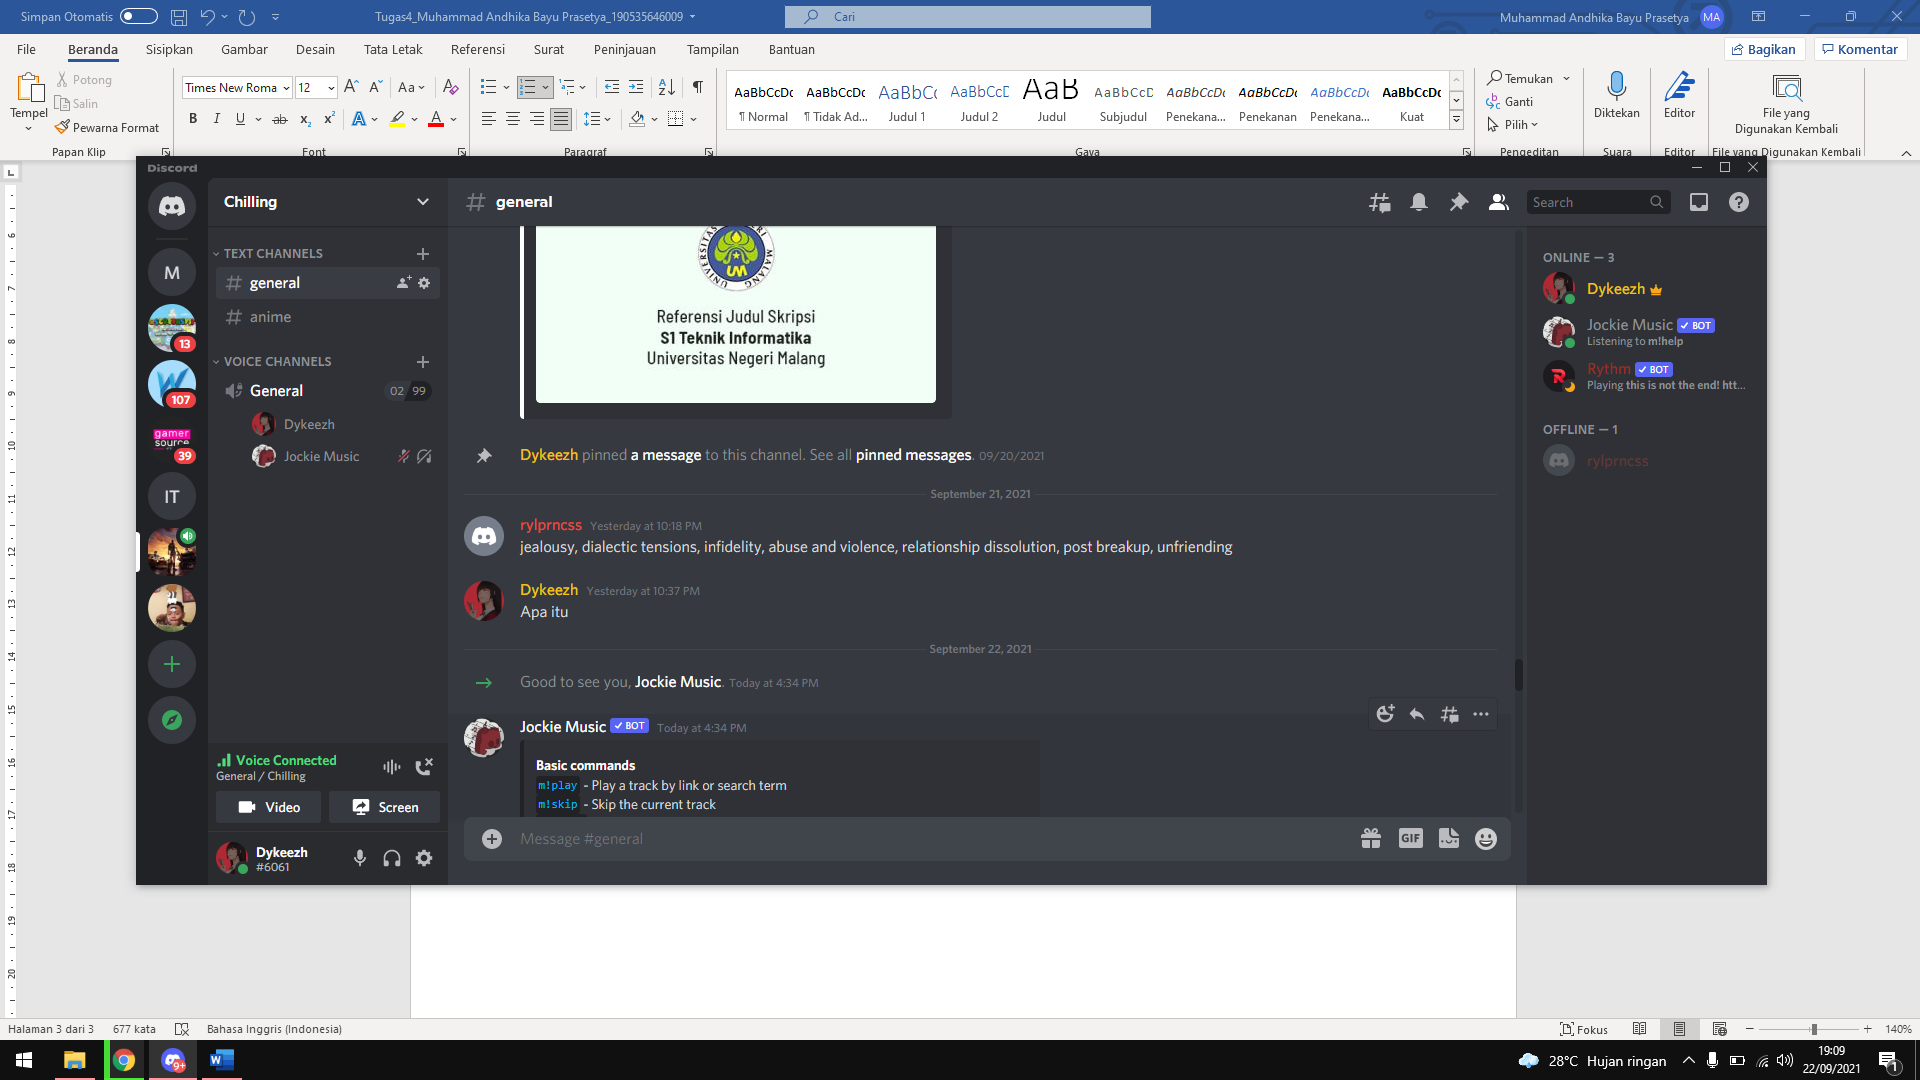 Simpan Otomatis
Tugas4_Muhammad Andhika Bayu Prasetya_190535646009
Cari
Muhammad Andhika Bayu Prasetya
MA
File Beranda Sisipkan Gambar Desain Tata Letak Referensi Surat Peninjauan Tampilan Bantuan
Bagikan
Komentar
Tempel
Potong
Salin
Pewarna Format
Papan Klip
Times New Roma
12
Font
Paragraf
AaBbCcDc AaBbCcDc AaBbCc AaBbCcD AaB AaBbCcD AaBbCcDc AaBbCcDc AaBbCcDc AaBbCcDc
¶ Normal
¶ Tidak Ad...
Judul 1
Judul 2
Judul
Subjudul
Penekana...
Penekanan
Penekana...
Kuat
Gaya
Temukan
Ganti
Pilih
Pengeditan
Diktekan
Suara
Editor
Editor
File yang
Digunakan Kembali
File yang Digunakan Kembali
Discord
Chilling
general
Search
M
13
107
gamer
source
39
IT
TEXT CHANNELS
general
anime
VOICE CHANNELS
General
02 99
Dykeezh
Jockie Music
UNIVERSITAS NEGERI MALANG
UM
Referensi Judul Skripsi
S1 Teknik Informatika
Universitas Negeri Malang
Dykeezh pinned a message to this channel. See all pinned messages. 09/20/2021
September 21, 2021
rylprncss Yesterday at 10:18 PM
jealousy, dialectic tensions, infidelity, abuse and violence, relationship dissolution, post breakup, unfriending
Dykeezh Yesterday at 10:37 PM
Apa itu
September 22, 2021
Good to see you, Jockie Music. Today at 4:34 PM
Jockie Music BOT Today at 4:34 PM
Basic commands
m!play - Play a track by link or search term
m!skip - Skip the current track
Message #general
GIF
ONLINE — 3
Dykeezh
Jockie Music BOT
Listening to m!help
Rythm BOT
Playing this is not the end! htt...
OFFLINE — 1
rylprncss
Voice Connected
General / Chilling
Video
Screen
Dykeezh
#6061
Halaman 3 dari 3
677 kata
Bahasa Inggris (Indonesia)
Fokus
140%
9+
28°C Hujan ringan
19:09
22/09/2021
1